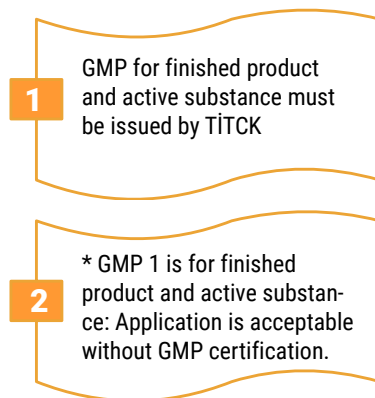 1
GMP for finished product
and active substance must
be issued by TİTCK
2
* GMP 1 is for finished
product and active substan-
ce: Application is acceptable
without GMP certification.